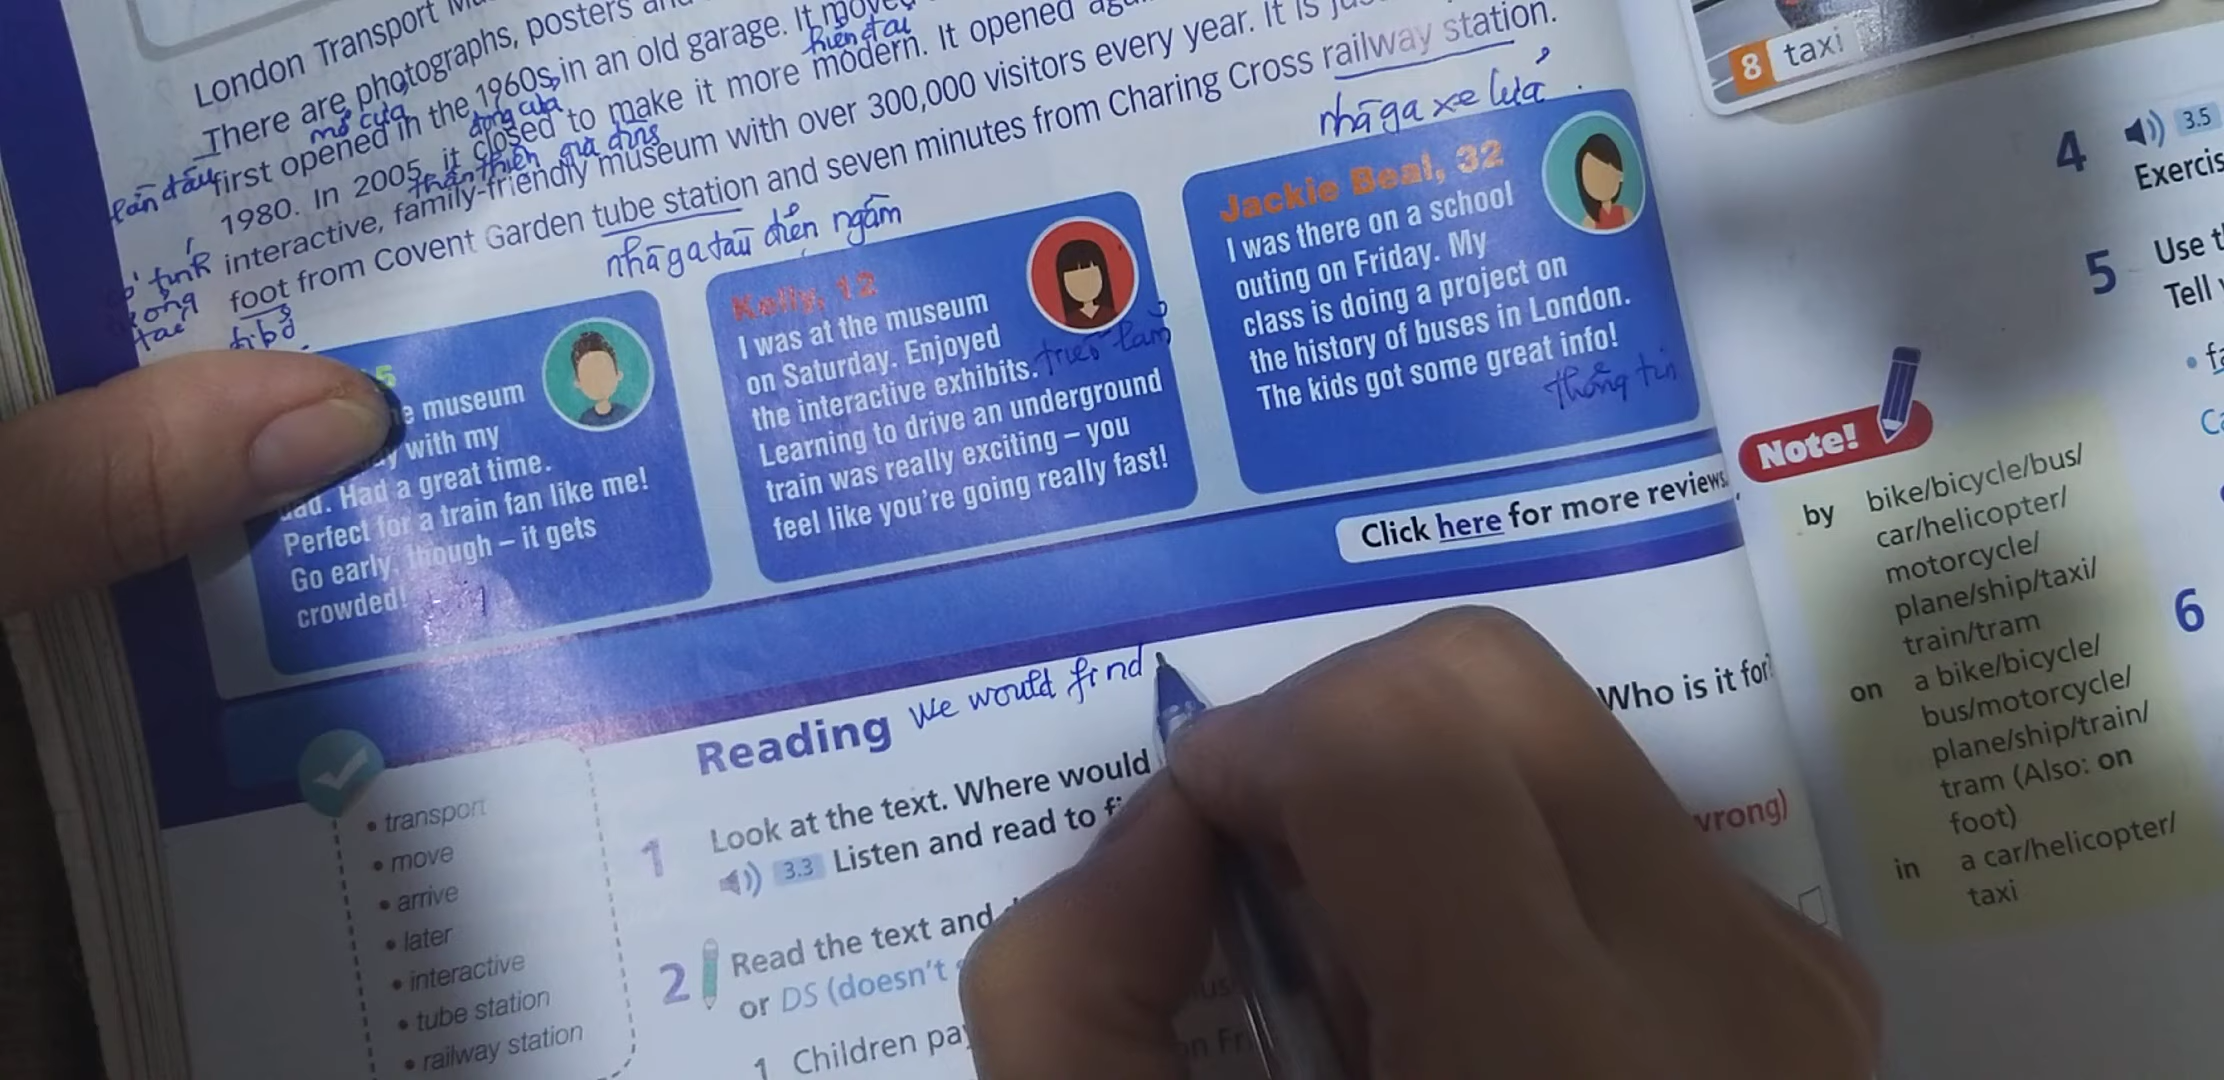 London Transport
There are photographs, posters
hiện đại
first opened in the 1960s, in an old garage. It moved
mở cửa
đóng cửa
1980. In 2005, it closed to make it more modern. It opened
lần đầu
thân thiện gia đình
interactive, family-friendly museum with over 300,000 visitors every year. It is
foot from Covent Garden tube station and seven minutes from Charing Cross railway station.
nhà ga xe lửa
nhà ga tàu điện ngầm
đi bộ
5
museum
with my
Had a great time.
Perfect for a train fan like me!
Go early, though – it gets
crowded!
Kelly, 12
I was at the museum
on Saturday. Enjoyed
the interactive exhibits. triển lãm
Learning to drive an underground
train was really exciting – you
feel like you're going really fast!
Jackie Beal, 32
I was there on a school
outing on Friday. My
class is doing a project on
the history of buses in London.
The kids got some great info!
thông tin
Click here for more reviews.
• transport
• move
• arrive
• later
• interactive
• tube station
• railway station
Reading We would find
1 Look at the text. Where would
Who is it for?
3.3 Listen and read to
2 Read the text and
wrong)
or DS (doesn't
1 Children pay
8 taxi
4 3.5
Exercis
5 Use
Tell
Note!
by bike/bicycle/bus/
car/helicopter/
motorcycle/
plane/ship/taxi/
train/tram
on a bike/bicycle/
bus/motorcycle/
plane/ship/train/
tram (Also: on
foot)
in a car/helicopter/
taxi
6